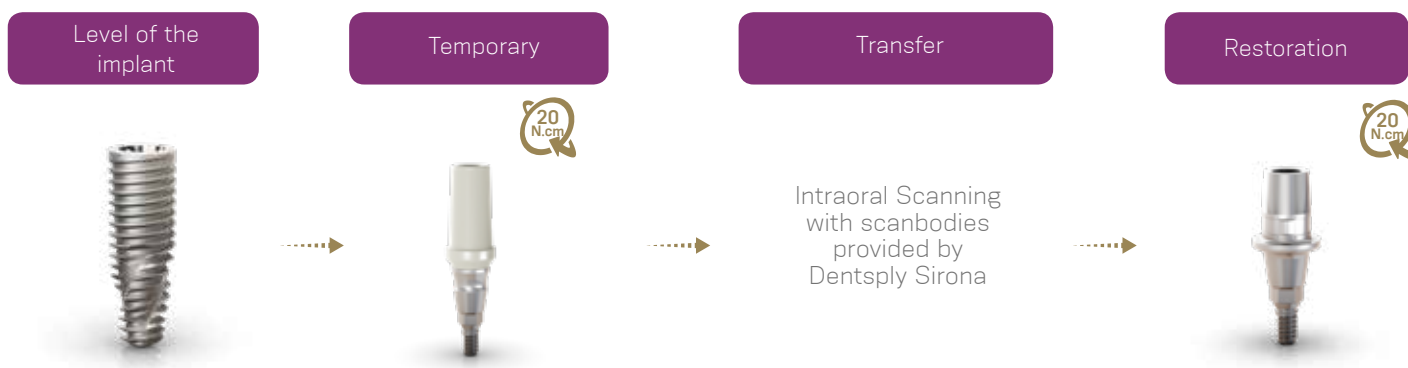 Level of the
implant
Temporary
Transfer
Restoration
20
N.cm
20
N.cm
Intraoral Scanning
with scanbodies
provided by
Dentsply Sirona